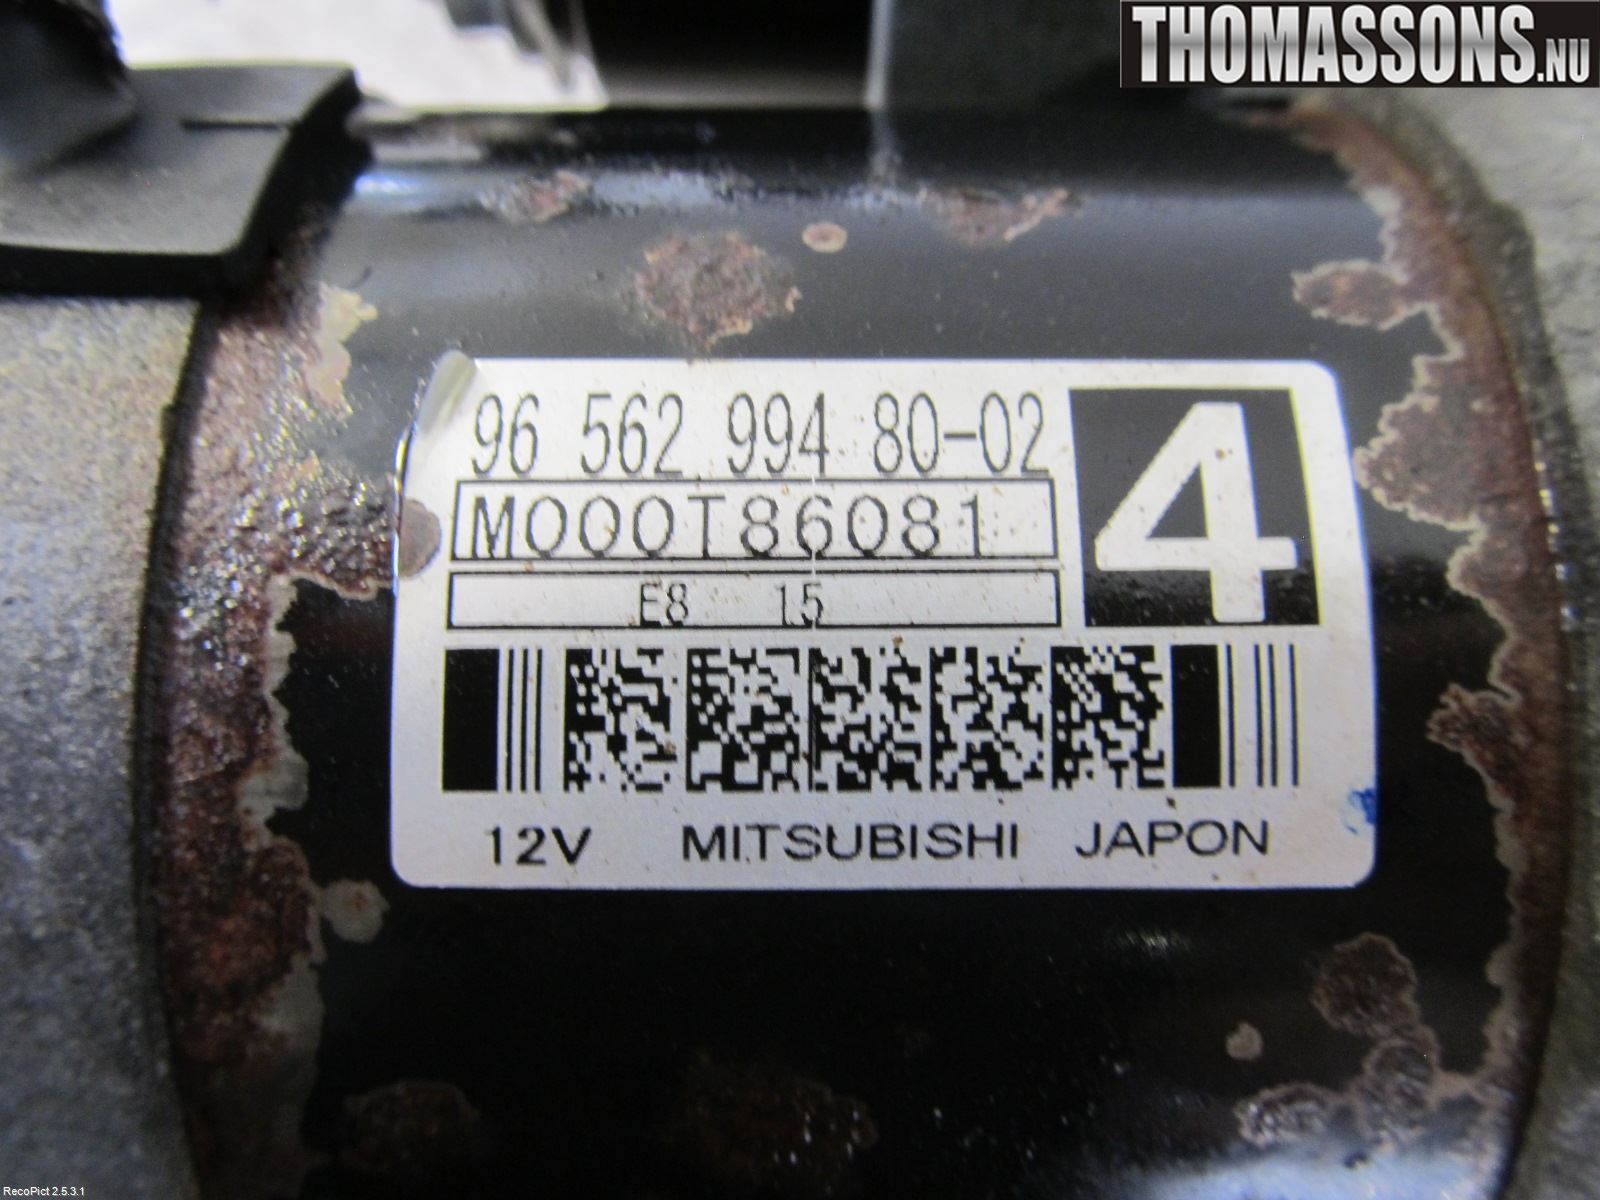 THOMASSONS.NU
96 562 994 80-02
4
M000T86081
E8 15
12V MITSUBISHI JAPON
RecoPict 2.5.3.1